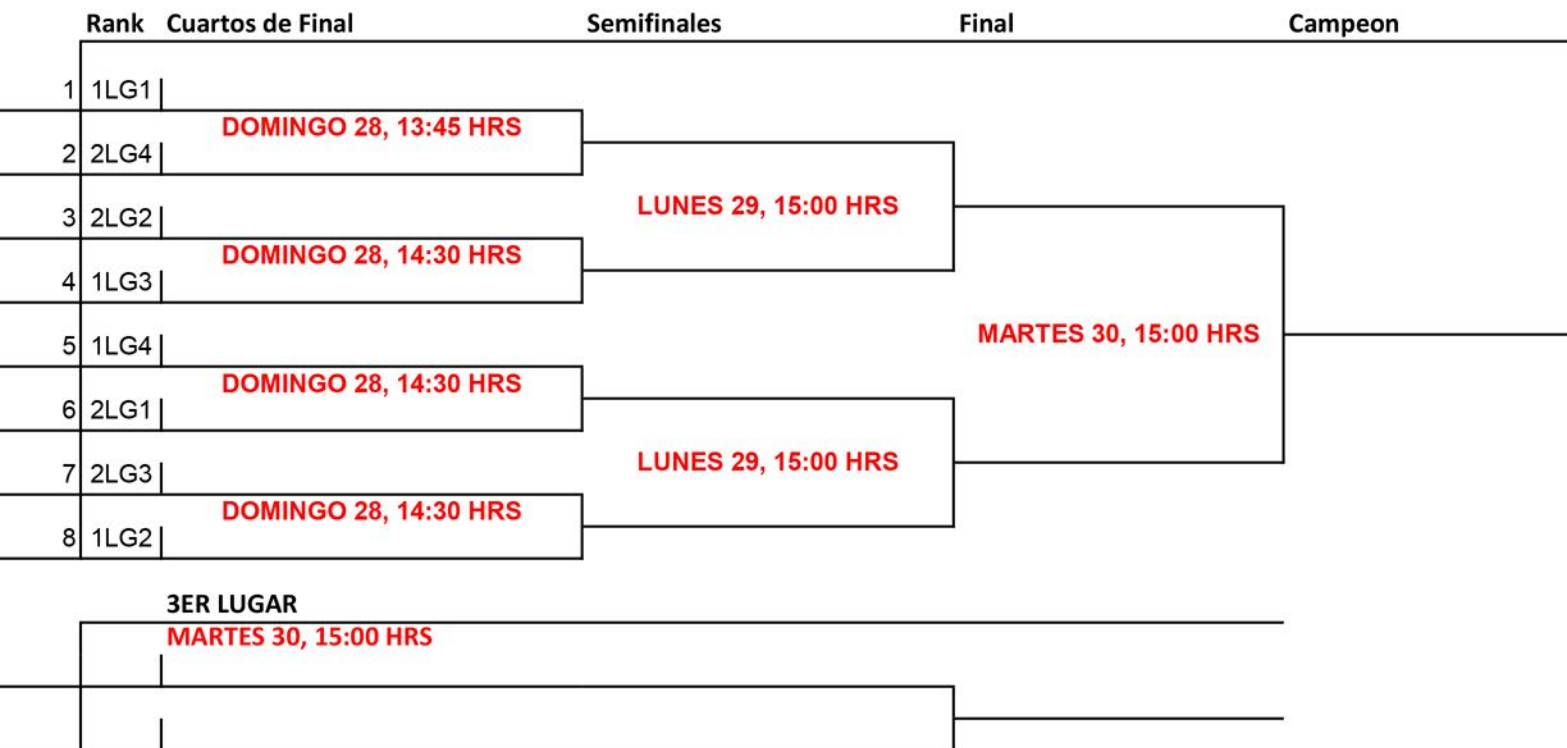 Rank Cuartos de Final Semifinales Final Campeon
1 1LG1
DOMINGO 28, 13:45 HRS
2 2LG4
LUNES 29, 15:00 HRS
3 2LG2
DOMINGO 28, 14:30 HRS
4 1LG3
MARTES 30, 15:00 HRS
5 1LG4
DOMINGO 28, 14:30 HRS
6 2LG1
LUNES 29, 15:00 HRS
7 2LG3
DOMINGO 28, 14:30 HRS
8 1LG2
3ER LUGAR
MARTES 30, 15:00 HRS